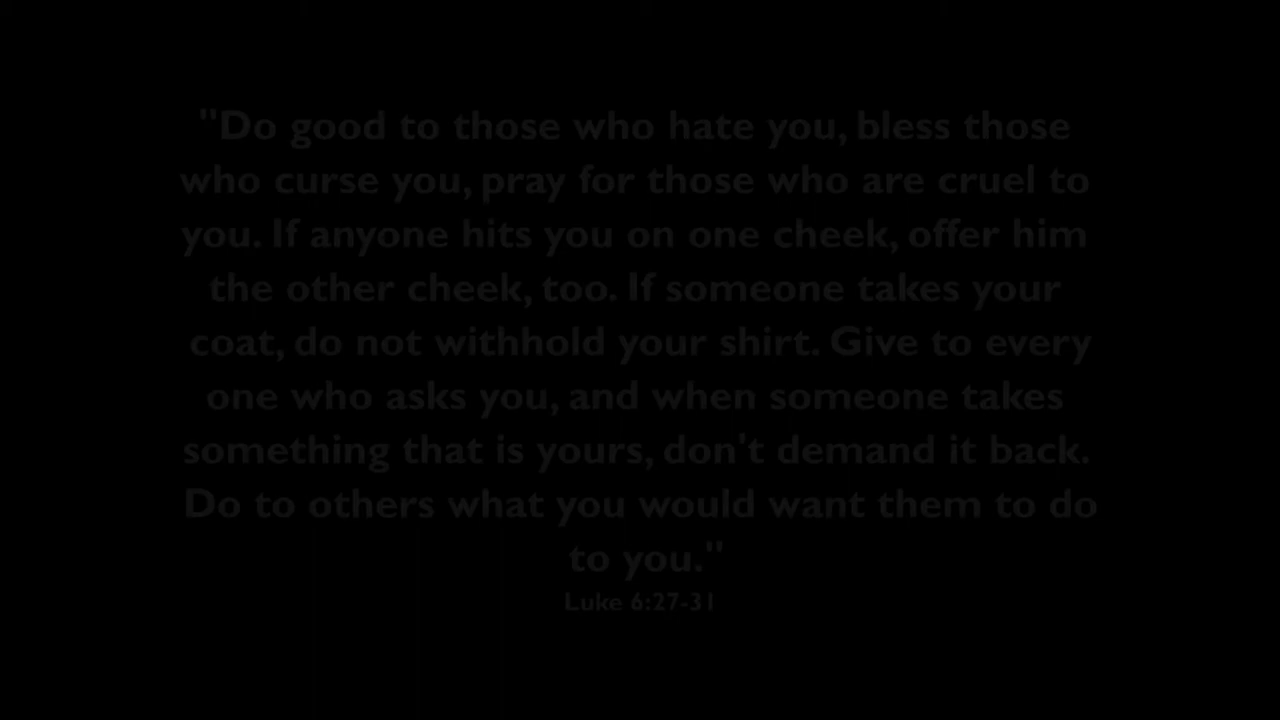 "Do good to those who hate you, bless those
who curse you, pray for those who are cruel to
you. If anyone hits you on one cheek, offer him
the other cheek, too. If someone takes your
coat, do not withhold your shirt. Give to every
one who asks you, and when someone takes
something that is yours, don't demand it back.
Do to others what you would want them to do
to you."
Luke 6:27-31